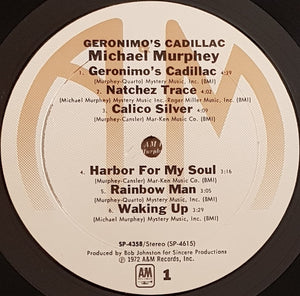 GERONIMO'S CADILLAC
Michael Murphey
1. Geronimo's Cadillac 4:29
(Murphey-Quarto) Mystery Music Inc. (BMI)
2. Natchez Trace 4:02
(Michael Murphey) Mystery Music Inc. Roger Miller Music, Inc. (BMI)
3. Calico Silver 4:09
(Murphey-Cansler) Mar-Ken Music Co. (BMI)
4. Harbor For My Soul 3:16
(Murphey-Cansler) Mar-Ken Music Co. (BMI)
5. Rainbow Man 3:05
(Murphey-Quarto) Mystery Music Inc. (BMI)
6. Waking Up 3:29
(Michael Murphey) Mystery Music Inc. (BMI)
SP-4358/Stereo (SP-4615)
Produced by Bob Johnston for Sincere Productions
℗ 1972 A&M Records, Inc.
A&M 1